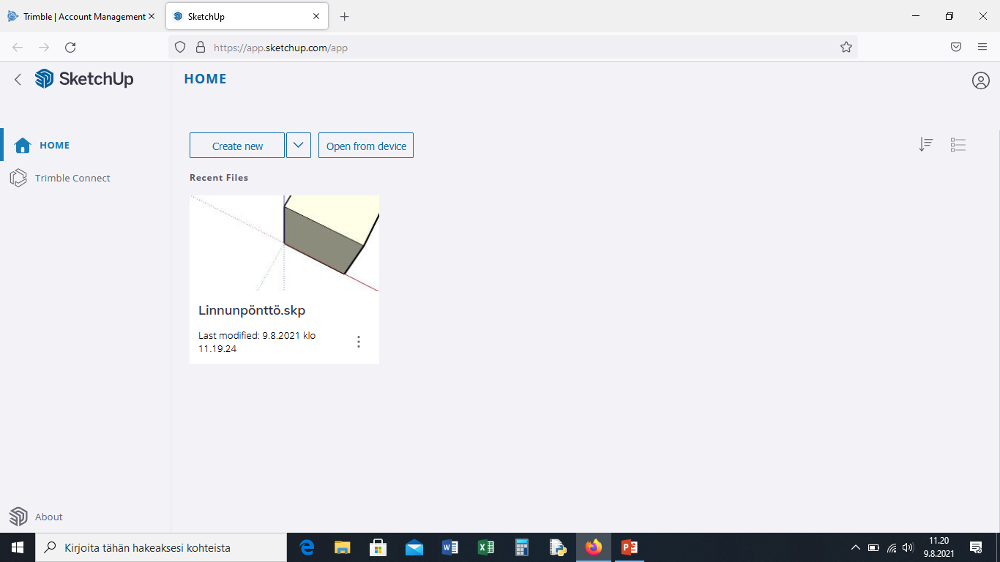 Trimble | Account Management
SketchUp
https://app.sketchup.com/app
SketchUp
HOME
HOME
Trimble Connect
Create new
Open from device
Recent Files
Linnunpönttö.skp
Last modified: 9.8.2021 klo
11.19.24
About
Kirjoita tähän hakeaksesi kohteista
11.20
9.8.2021